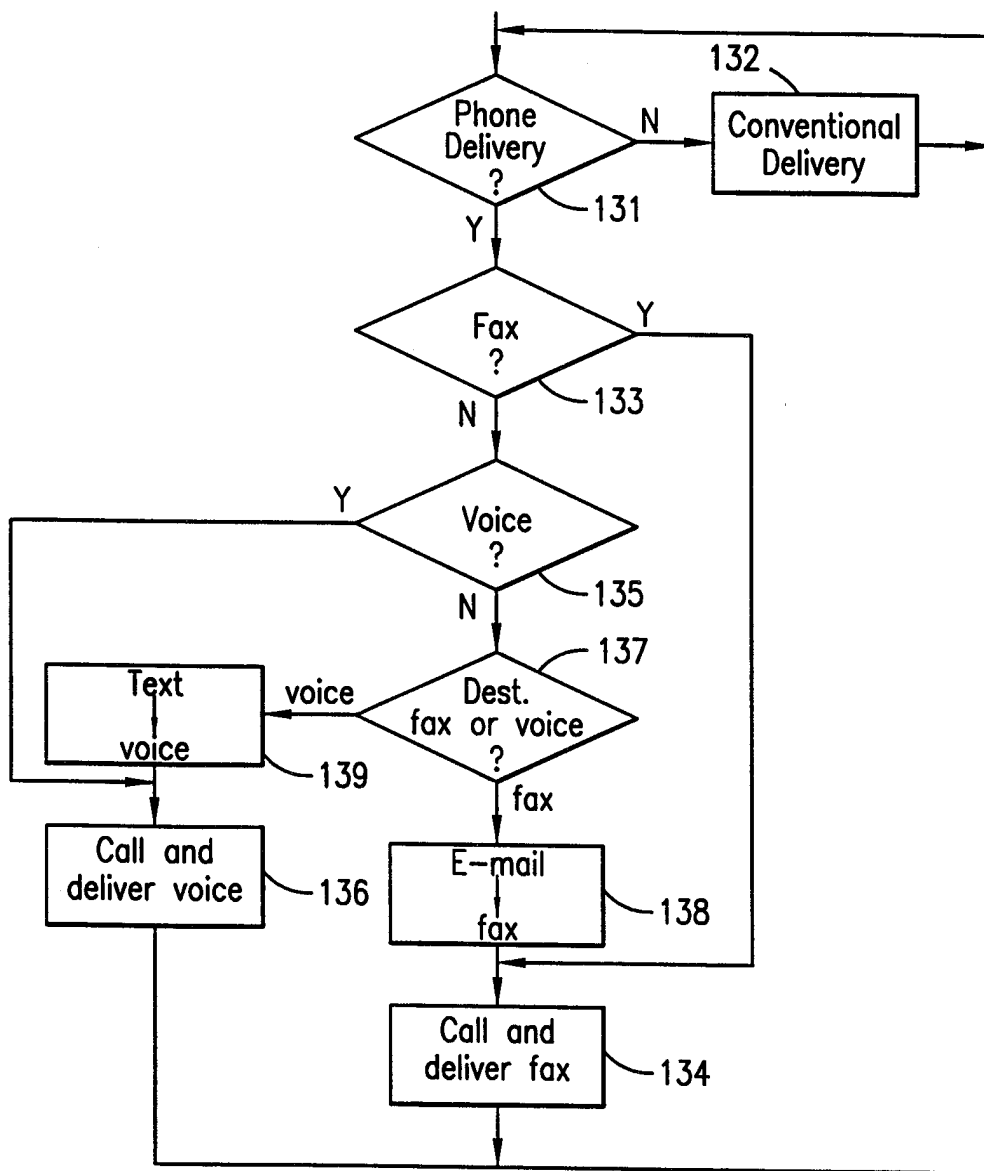 132
Phone
Delivery
?
N
Conventional
Delivery
131
Y
Fax
?
Y
133
N
Y
Voice
?
135
N
137
Text
voice
voice
Dest.
fax or voice
?
139
fax
Call and
deliver voice
136
E-mail
fax
138
Call and
deliver fax
134